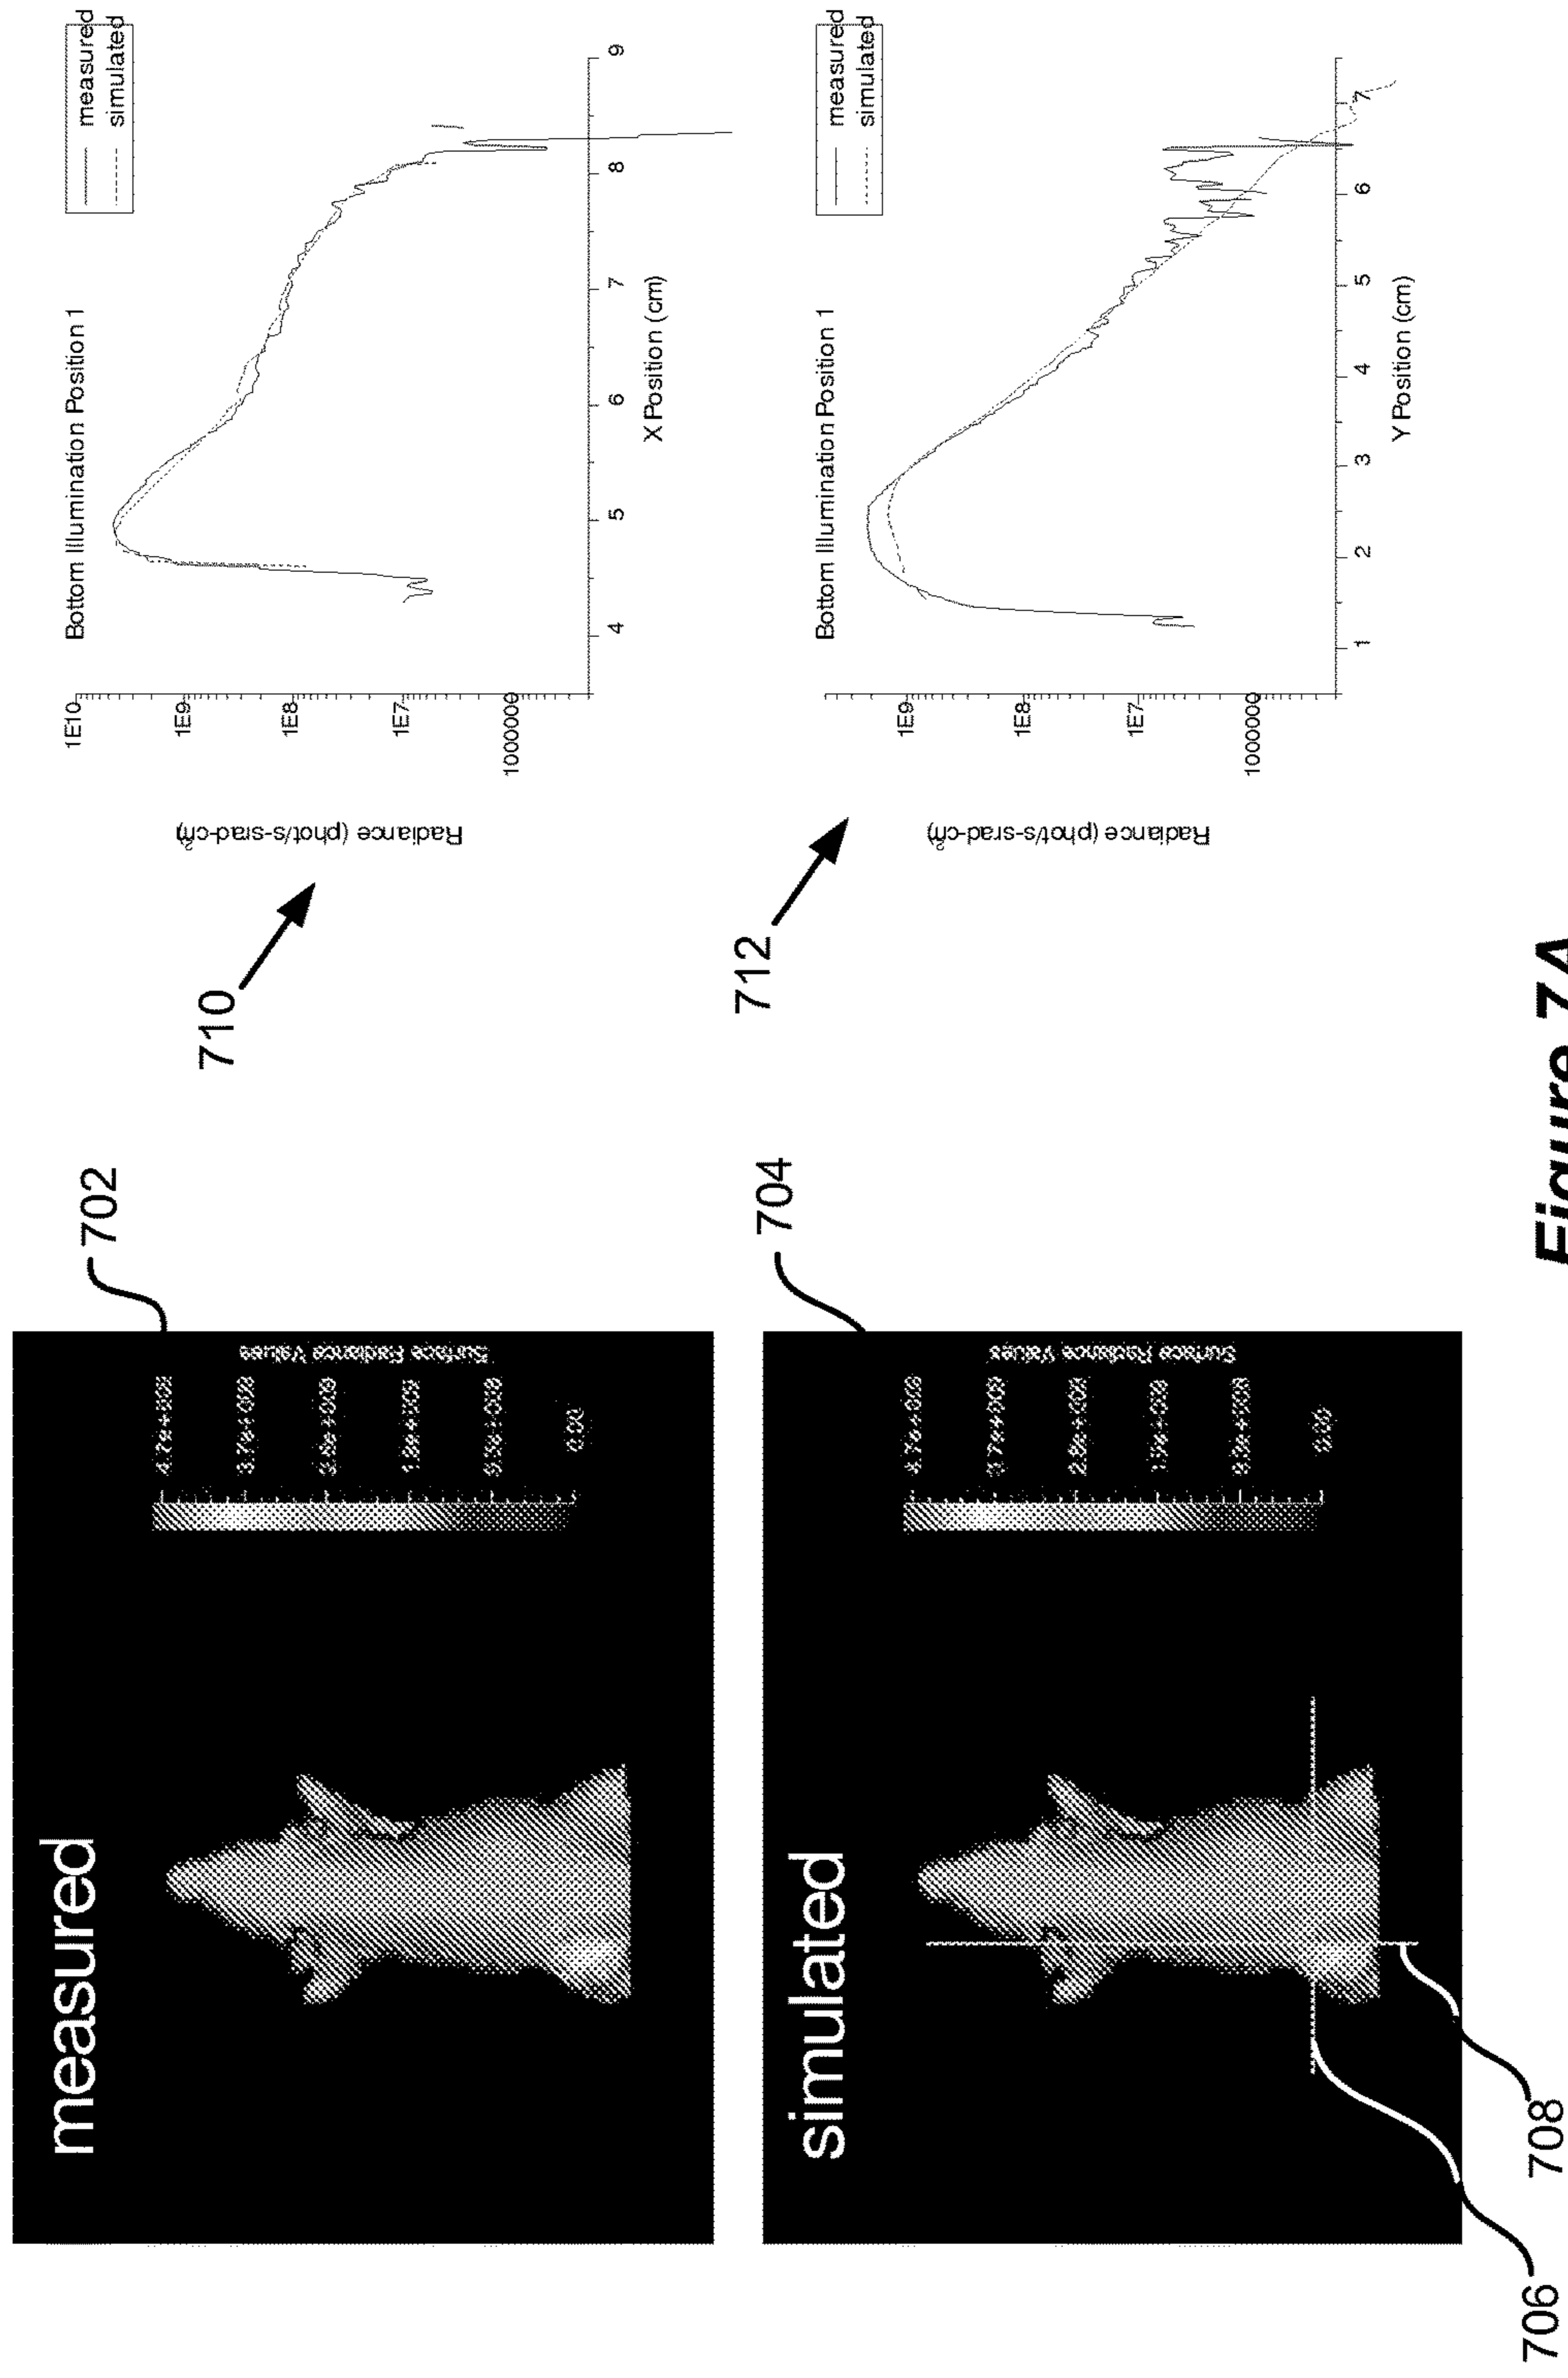 measured
702
Surface Radiance Values
0.00
710
Bottom Illumination Position 1
measured
simulated
Radiance (phot/s-srad-cm²)
1E10
1E9
1E8
1E7
1000000
4 5 6 7 8 9
X Position (cm)
simulated
704
Surface Radiance Values
0.00
706
708
712
Bottom Illumination Position 1
measured
simulated
Radiance (phot/s-srad-cm²)
1E9
1E8
1E7
1000000
1 2 3 4 5 6 7
Y Position (cm)
Figure 7A